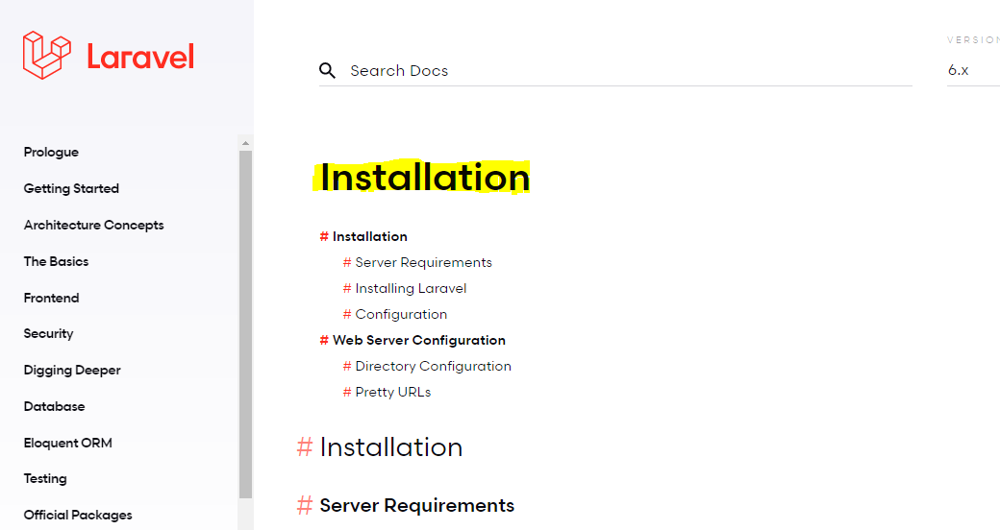 Laravel
VERSION
Search Docs
6.x
Prologue
Getting Started
Architecture Concepts
The Basics
Frontend
Security
Digging Deeper
Database
Eloquent ORM
Testing
Official Packages
Installation
# Installation
# Server Requirements
# Installing Laravel
# Configuration
# Web Server Configuration
# Directory Configuration
# Pretty URLs
# Installation
# Server Requirements